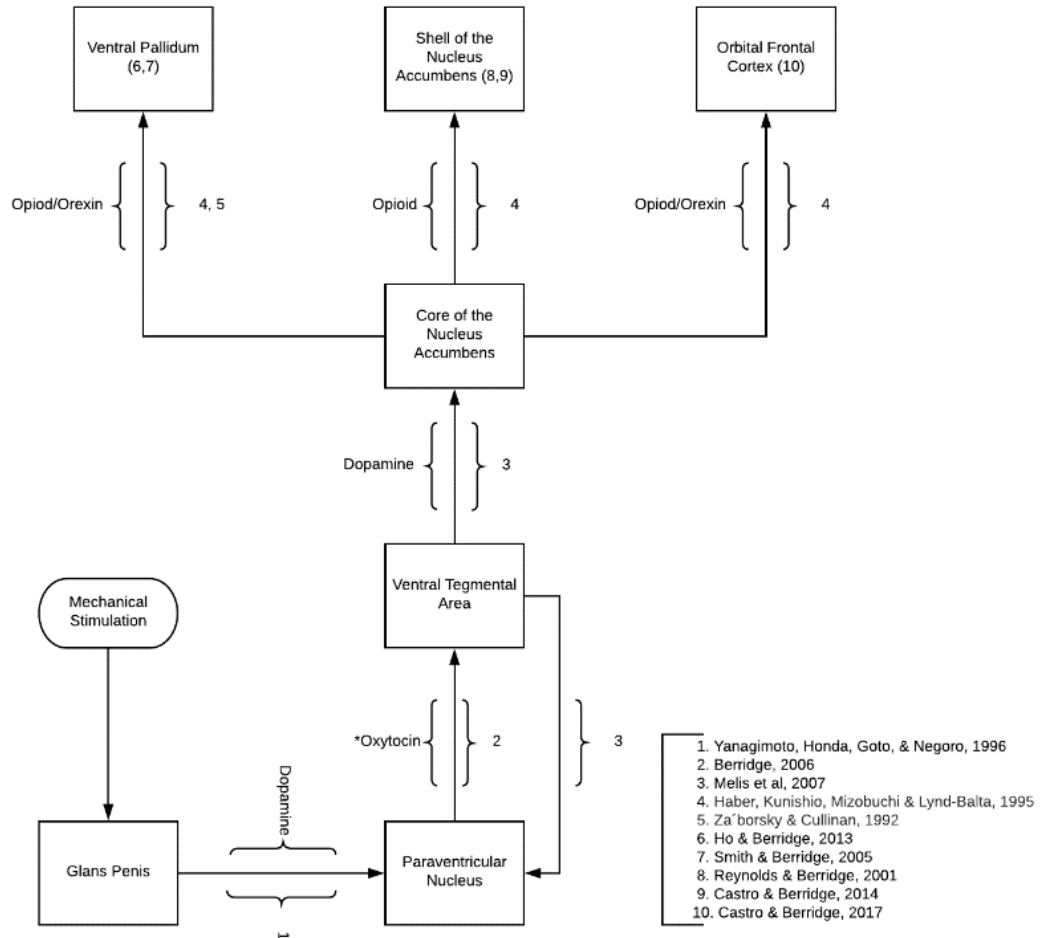 Ventral Pallidum
(6,7)
Shell of the
Nucleus
Accumbens (8,9)
Orbital Frontal
Cortex (10)
Opiod/Orexin
4, 5
Opioid
4
Opiod/Orexin
4
Core of the
Nucleus
Accumbens
Dopamine
3
Ventral Tegmental
Area
Mechanical
Stimulation
*Oxytocin
2
3
Dopamine
Glans Penis
Paraventricular
Nucleus
1
1. Yanagimoto, Honda, Goto, & Negoro, 1996
2. Berridge, 2006
3. Melis et al, 2007
4. Haber, Kunishio, Mizobuchi & Lynd-Balta, 1995
5. Za´borsky & Cullinan, 1992
6. Ho & Berridge, 2013
7. Smith & Berridge, 2005
8. Reynolds & Berridge, 2001
9. Castro & Berridge, 2014
10. Castro & Berridge, 2017